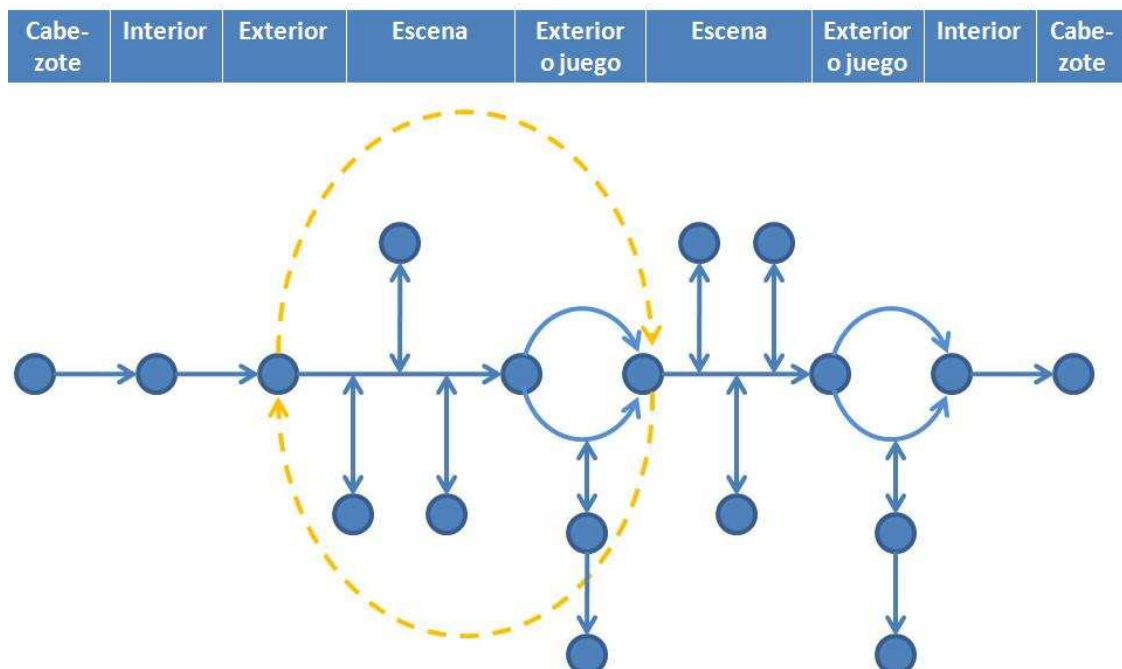 Cabe-
zote
Interior
Exterior
Escena
Exterior
o juego
Escena
Exterior
o juego
Interior
Cabe-
zote